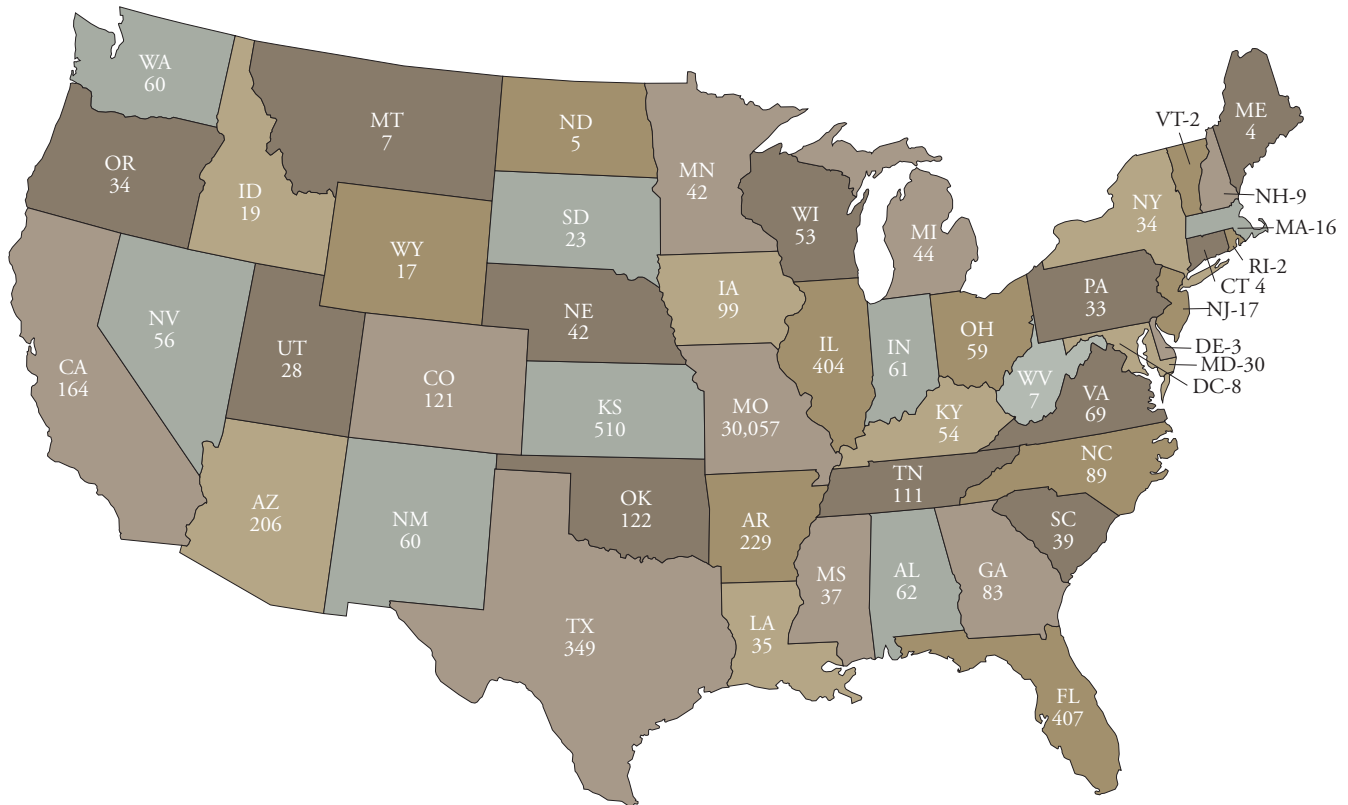 WA
60
OR
34
CA
164
NV
56
ID
19
MT
7
WY
17
UT
28
CO
121
AZ
206
NM
60
ND
5
SD
23
NE
42
KS
510
OK
122
TX
349
MN
42
IA
99
MO
30,057
AR
229
LA
35
WI
53
IL
404
MI
44
IN
61
OH
59
KY
54
TN
111
MS
37
AL
62
GA
83
FL
407
SC
39
NC
89
VA
69
WV
7
PA
33
NY
34
VT-2
ME
4
NH-9
MA-16
RI-2
CT 4
NJ-17
DE-3
MD-30
DC-8